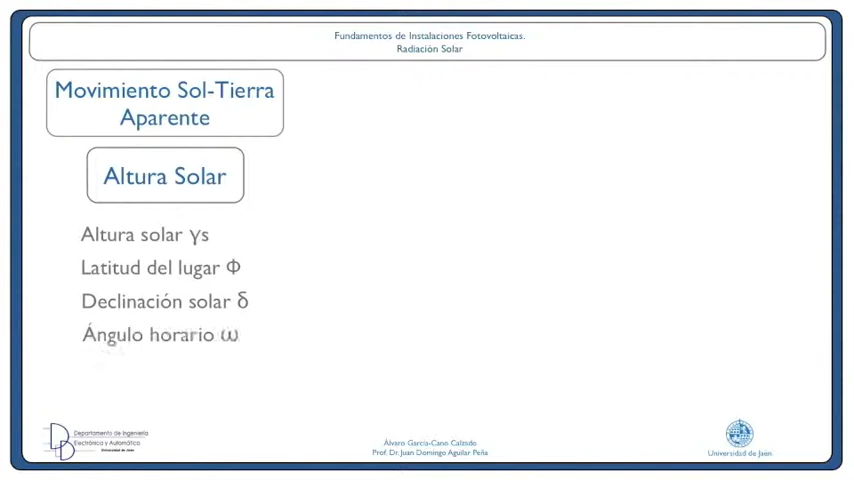 Fundamentos de Instalaciones Fotovoltaicas.
Radiación Solar
Movimiento Sol-Tierra
Aparente
Altura Solar
Altura solar γs
Latitud del lugar Φ
Declinación solar δ
Ángulo horario ω
Departamento de Ingeniería
Electrónica y Automática
Universidad de Jaén
Álvaro García-Cano Calzado
Prof. Dr. Juan Domingo Aguilar Peña
Universidad de Jaén